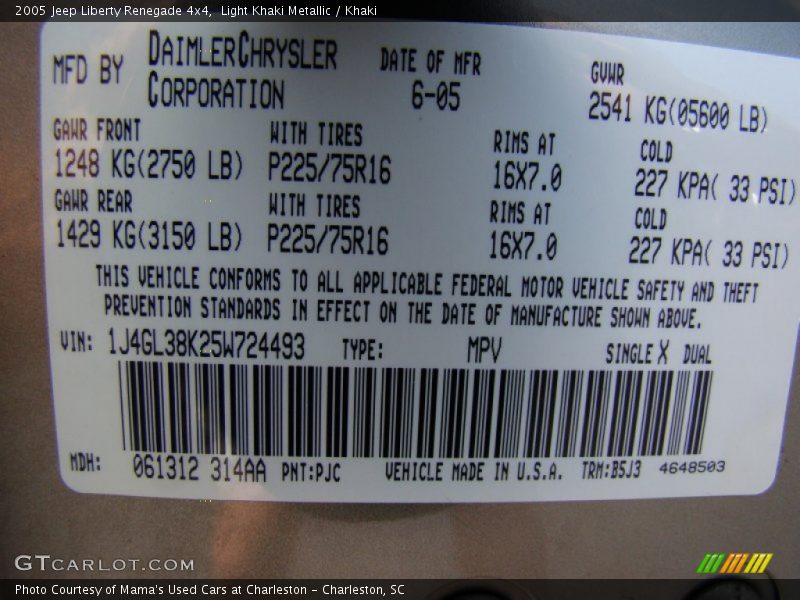 2005 Jeep Liberty Renegade 4x4, Light Khaki Metallic / Khaki
MFD BY DAIMLERCHRYSLER CORPORATION DATE OF MFR 6-05 GVWR 2541 KG(05600 LB)
GAWR FRONT WITH TIRES RIMS AT COLD
1248 KG(2750 LB) P225/75R16 16X7.0 227 KPA( 33 PSI)
GAWR REAR WITH TIRES RIMS AT COLD
1429 KG(3150 LB) P225/75R16 16X7.0 227 KPA( 33 PSI)
THIS VEHICLE CONFORMS TO ALL APPLICABLE FEDERAL MOTOR VEHICLE SAFETY AND THEFT
PREVENTION STANDARDS IN EFFECT ON THE DATE OF MANUFACTURE SHOWN ABOVE.
VIN: 1J4GL38K25W724493 TYPE: MPV SINGLE X DUAL
MDH: 061312 314AA PNT:PJC VEHICLE MADE IN U.S.A. TRM:B5J3 4648503
GTCARLOT.COM
Photo Courtesy of Mama's Used Cars at Charleston - Charleston, SC